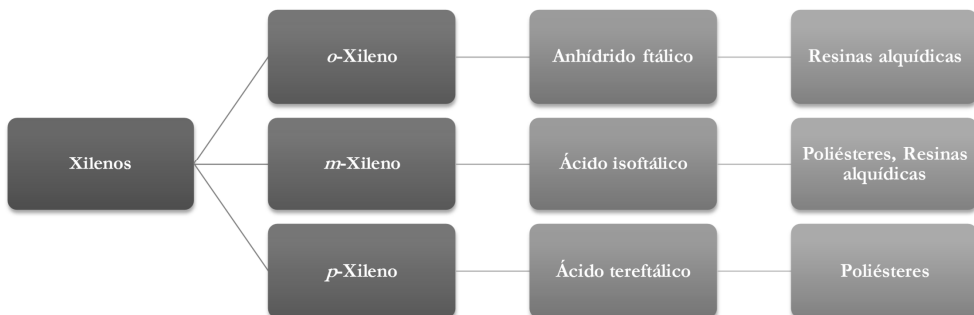 o-Xileno
Anhídrido ftálico
Resinas alquídicas
Xilenos
m-Xileno
Ácido isoftálico
Poliésteres, Resinas
alquídicas
p-Xileno
Ácido tereftálico
Poliésteres